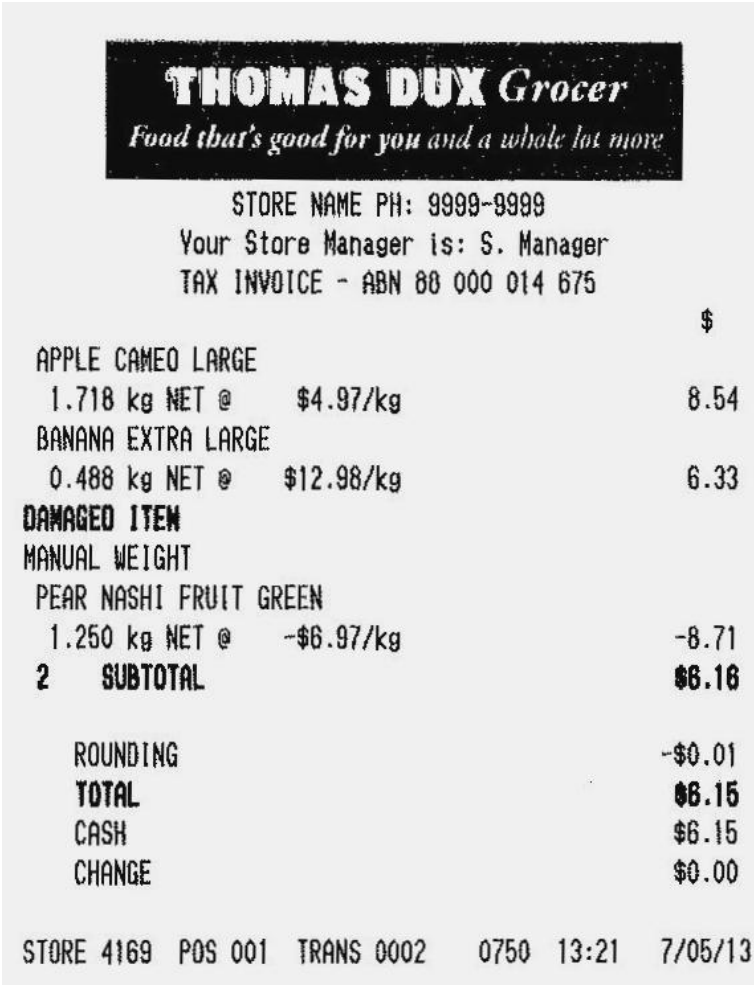 THOMAS DUX Grocer
Food that's good for you and a whole lot more
STORE NAME PH: 9999-9999
Your Store Manager is: S. Manager
TAX INVOICE - ABN 88 000 014 675
$
APPLE CAMEO LARGE
1.718 kg NET @ $4.97/kg 8.54
BANANA EXTRA LARGE
0.488 kg NET @ $12.98/kg 6.33
DAMAGED ITEM
MANUAL WEIGHT
PEAR NASHI FRUIT GREEN
1.250 kg NET @ -$6.97/kg -8.71
2 SUBTOTAL $6.16
ROUNDING -$0.01
TOTAL $6.15
CASH $6.15
CHANGE $0.00
STORE 4169 POS 001 TRANS 0002 0750 13:21 7/05/13